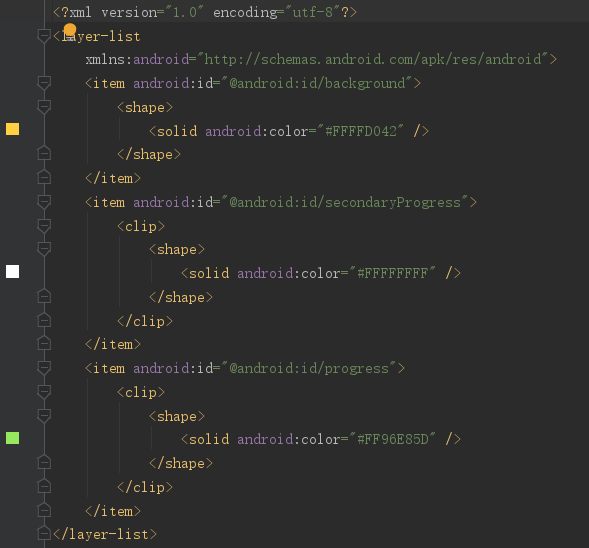 <?xml version="1.0" encoding="utf-8"?>
<layer-list
xmlns:android="http://schemas.android.com/apk/res/android">
<item android:id="@android:id/background">
<shape>
<solid android:color="#FFFFD042" />
</shape>
</item>
<item android:id="@android:id/secondaryProgress">
<clip>
<shape>
<solid android:color="#FFFFFFFF" />
</shape>
</clip>
</item>
<item android:id="@android:id/progress">
<clip>
<shape>
<solid android:color="#FF96E85D" />
</shape>
</clip>
</item>
</layer-list>